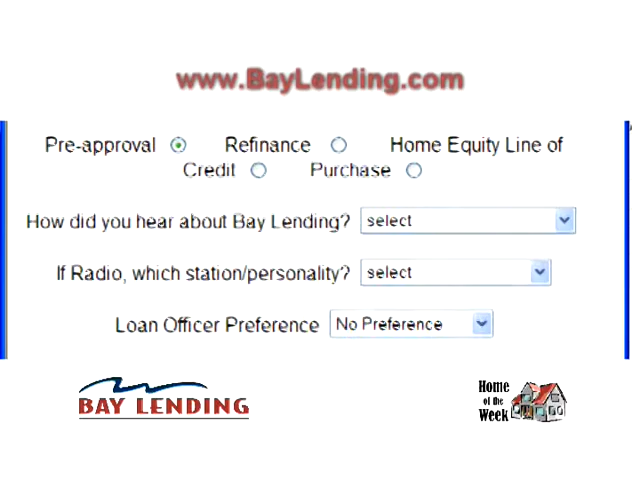 www.BayLending.com
Pre-approval Refinance Home Equity Line of
Credit Purchase
How did you hear about Bay Lending? select
If Radio, which station/personality? select
Loan Officer Preference No Preference
BAY LENDING
Home
of the
Week